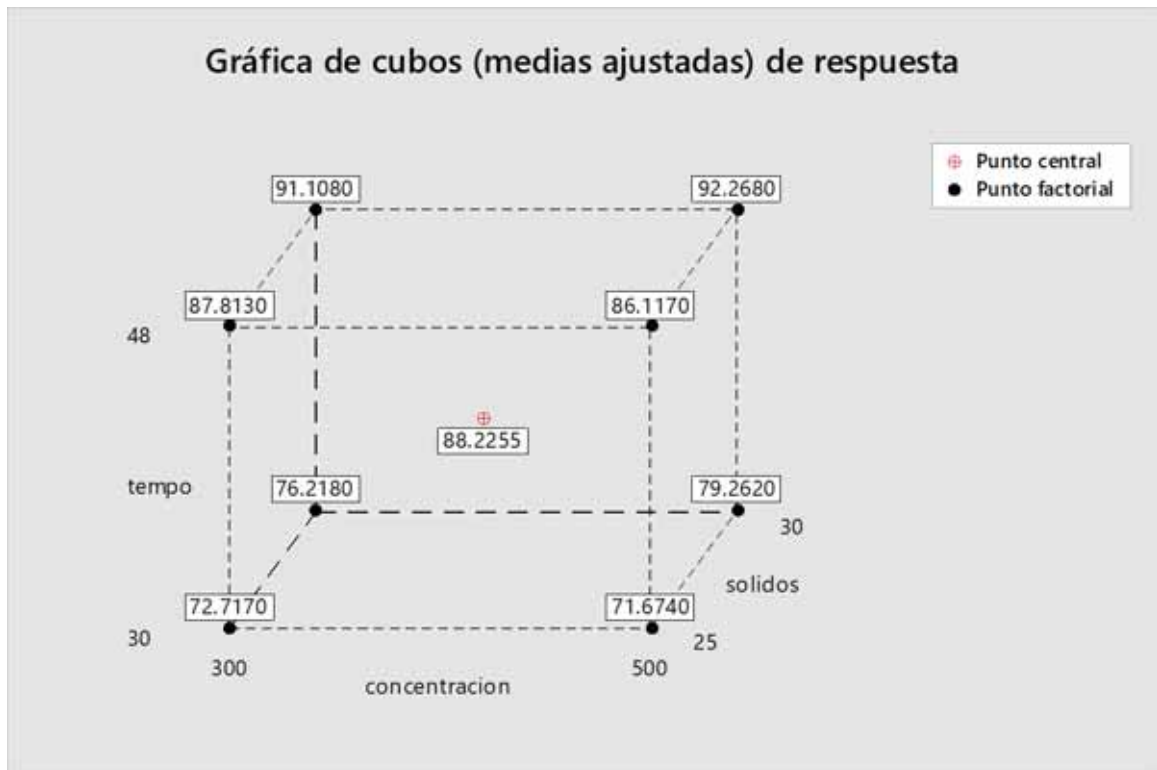 Gráfica de cubos (medias ajustadas) de respuesta
Punto central
Punto factorial
91.1080
92.2680
87.8130
86.1170
48
88.2255
tempo
76.2180
79.2620
30
solidos
72.7170
71.6740
30
25
300
500
concentracion